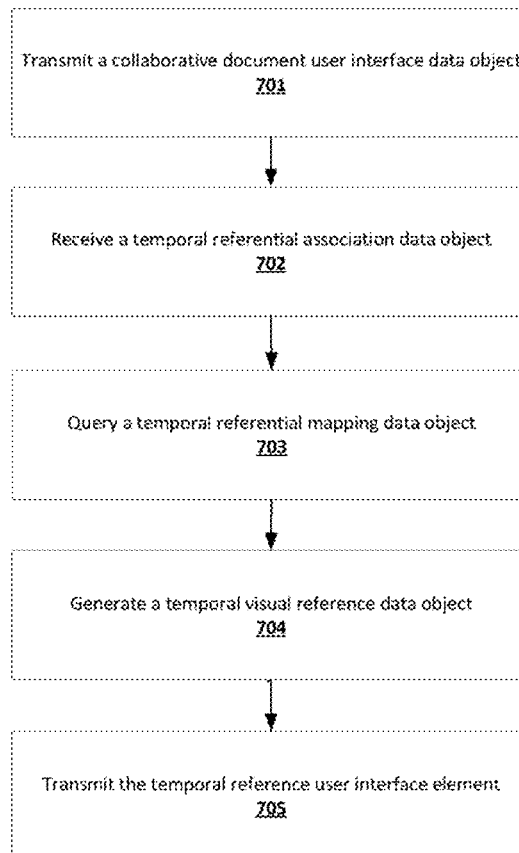 Transmit a collaborative document user interface data object
701
Receive a temporal referential association data object
702
Query a temporal referential mapping data object
703
Generate a temporal visual reference data object
704
Transmit the temporal reference user interface element
705